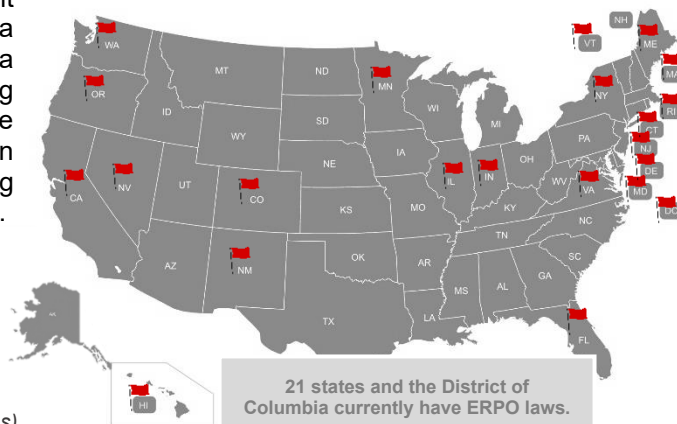 it
a
a
g
e
n
g
.
s)
NH
VT
ME
WA
MA
MT
ND
MN
OR
NY
RI
ID
WI
SD
MI
CT
WY
NJ
PA
IA
DE
NE
OH
NV
IL
IN
UT
WV
VA
MD
CA
CO
MO
KS
KY
DC
NC
TN
OK
AZ
NM
AR
SC
MS
AL
GA
TX
LA
FL
AK
HI
21 states and the District of
Columbia currently have ERPO laws.